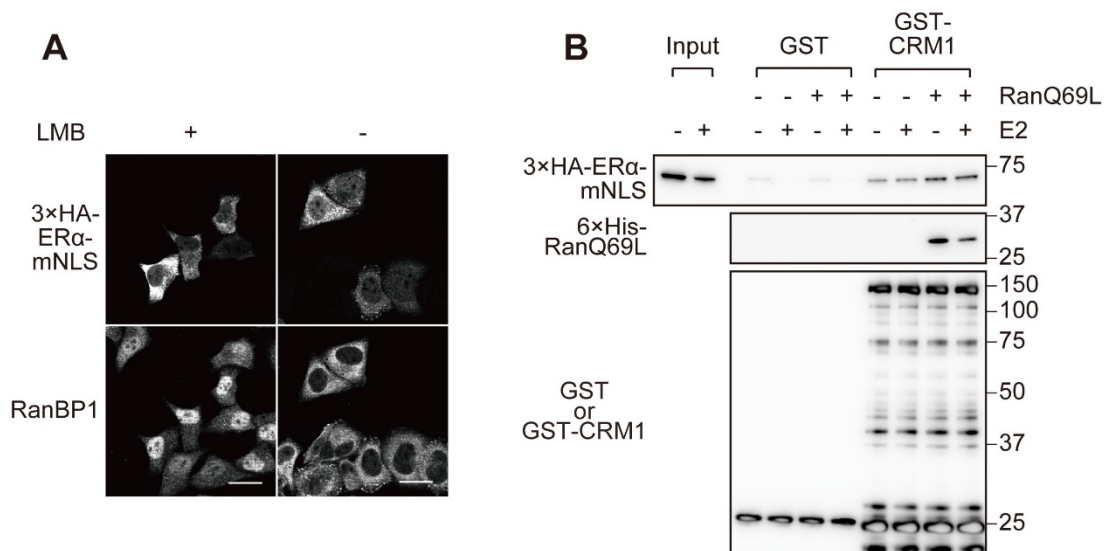 A
LMB
+
-
3×HA-
ERα-
mNLS
RanBP1
B
Input
GST
GST-
CRM1
- - + + - - + + RanQ69L
- + - + - + - + - + E2
3×HA-ERα-
mNLS
75
6×His-
RanQ69L
37
25
GST
or
GST-CRM1
150
100
75
50
37
25